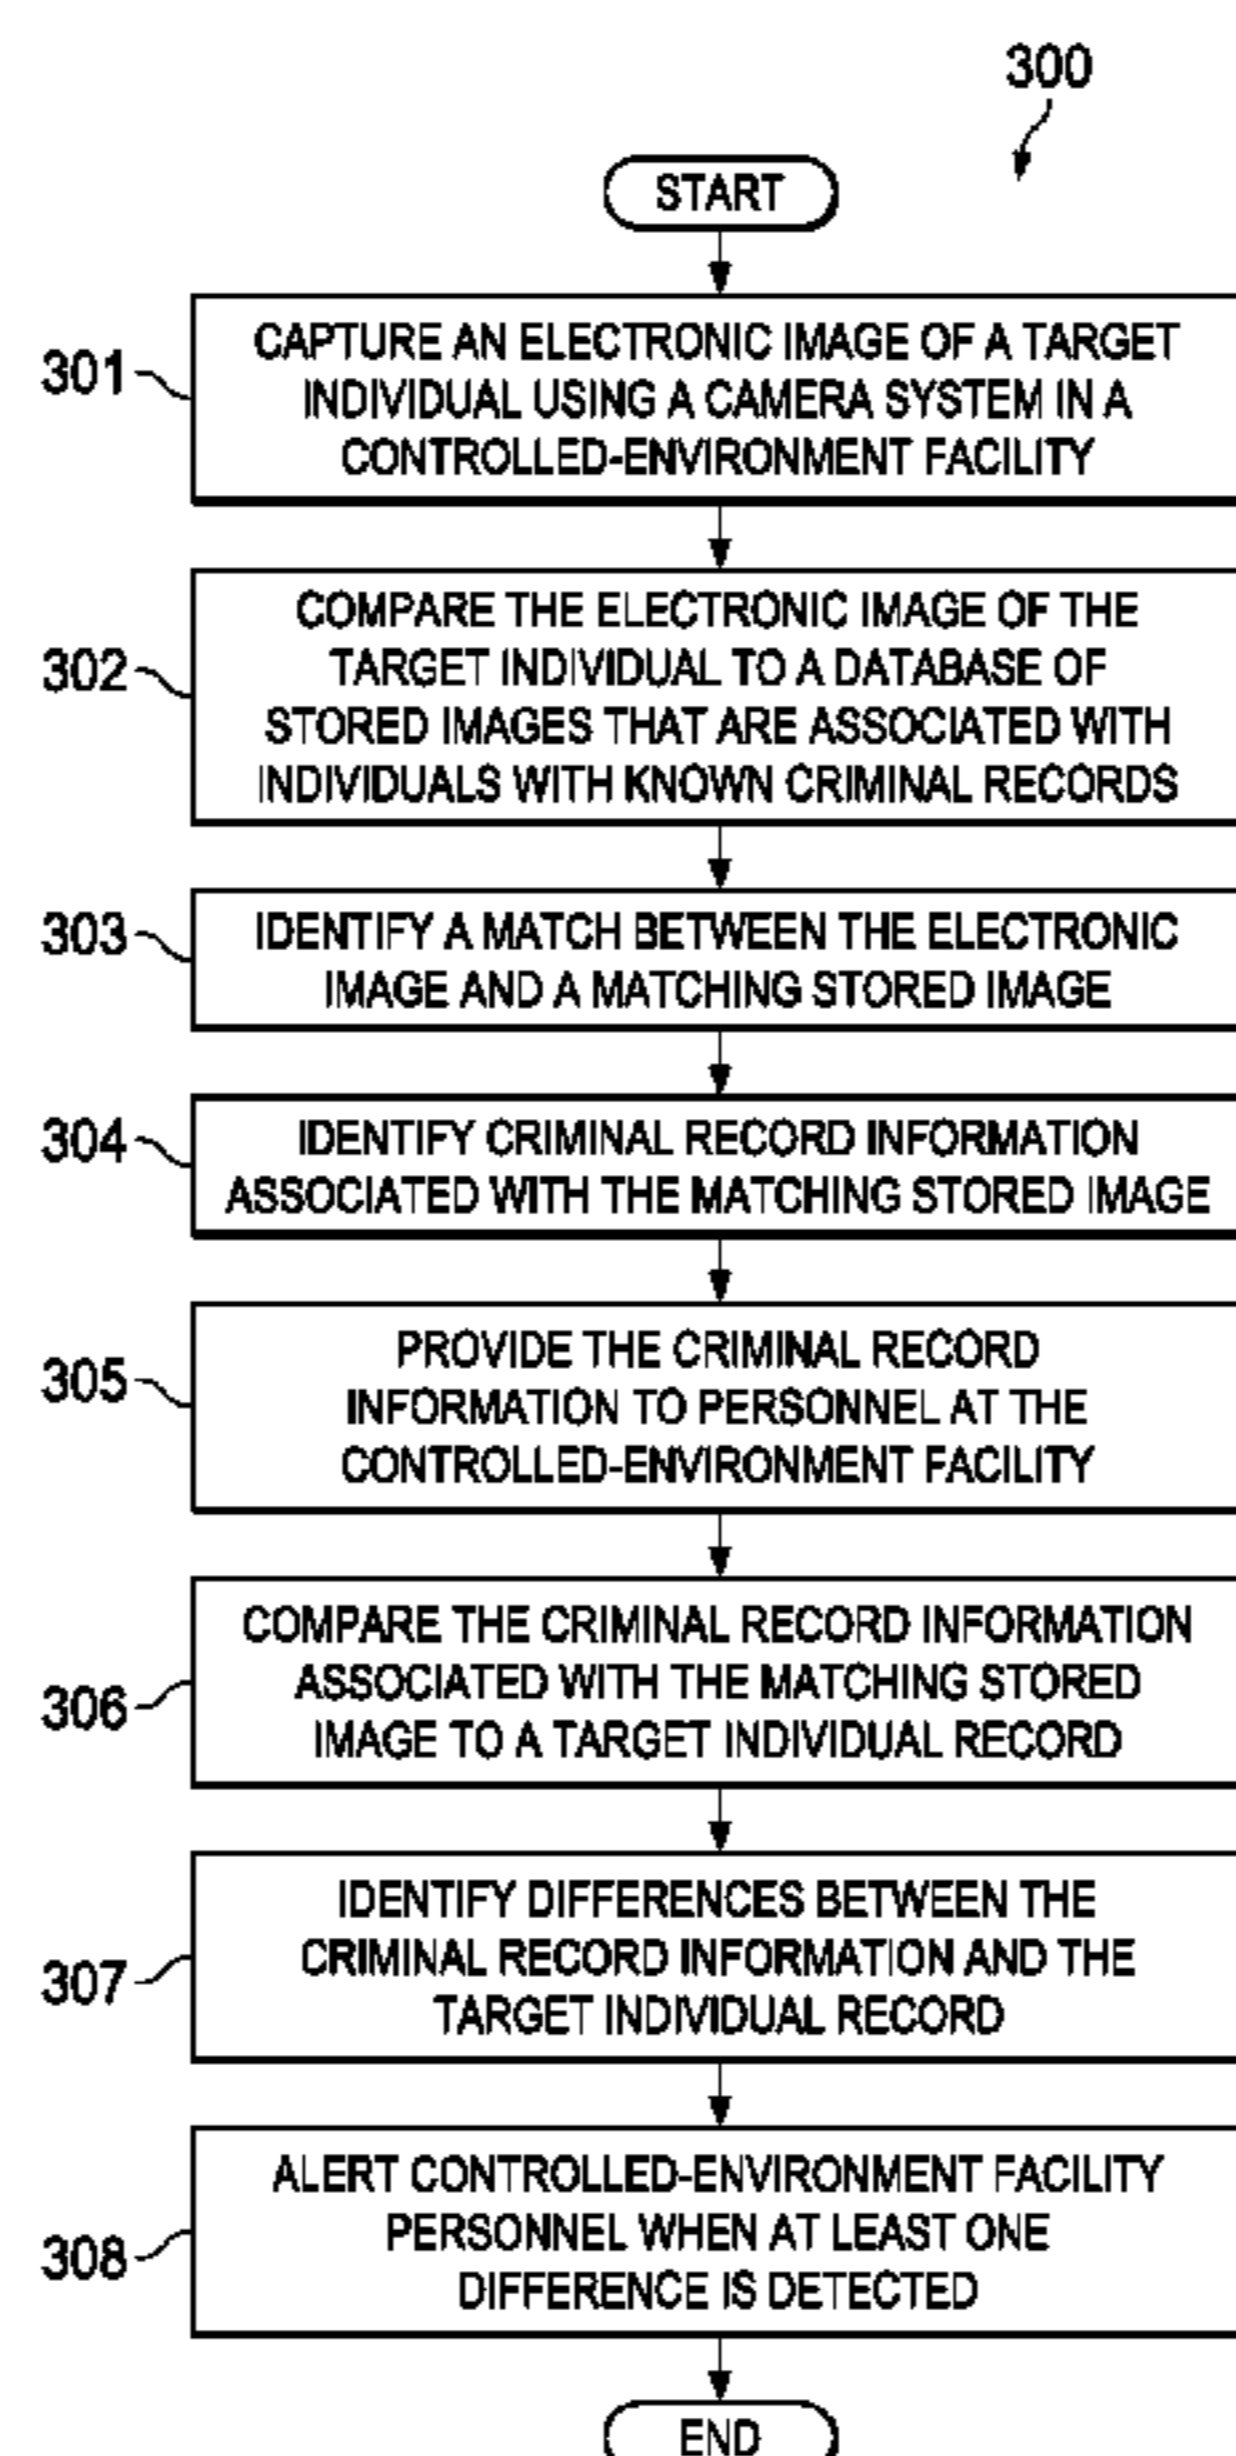 300
START
301
CAPTURE AN ELECTRONIC IMAGE OF A TARGET
INDIVIDUAL USING A CAMERA SYSTEM IN A
CONTROLLED-ENVIRONMENT FACILITY
302
COMPARE THE ELECTRONIC IMAGE OF THE
TARGET INDIVIDUAL TO A DATABASE OF
STORED IMAGES THAT ARE ASSOCIATED WITH
INDIVIDUALS WITH KNOWN CRIMINAL RECORDS
303
IDENTIFY A MATCH BETWEEN THE ELECTRONIC
IMAGE AND A MATCHING STORED IMAGE
304
IDENTIFY CRIMINAL RECORD INFORMATION
ASSOCIATED WITH THE MATCHING STORED IMAGE
305
PROVIDE THE CRIMINAL RECORD
INFORMATION TO PERSONNEL AT THE
CONTROLLED-ENVIRONMENT FACILITY
306
COMPARE THE CRIMINAL RECORD INFORMATION
ASSOCIATED WITH THE MATCHING STORED
IMAGE TO A TARGET INDIVIDUAL RECORD
307
IDENTIFY DIFFERENCES BETWEEN THE
CRIMINAL RECORD INFORMATION AND THE
TARGET INDIVIDUAL RECORD
308
ALERT CONTROLLED-ENVIRONMENT FACILITY
PERSONNEL WHEN AT LEAST ONE
DIFFERENCE IS DETECTED
END